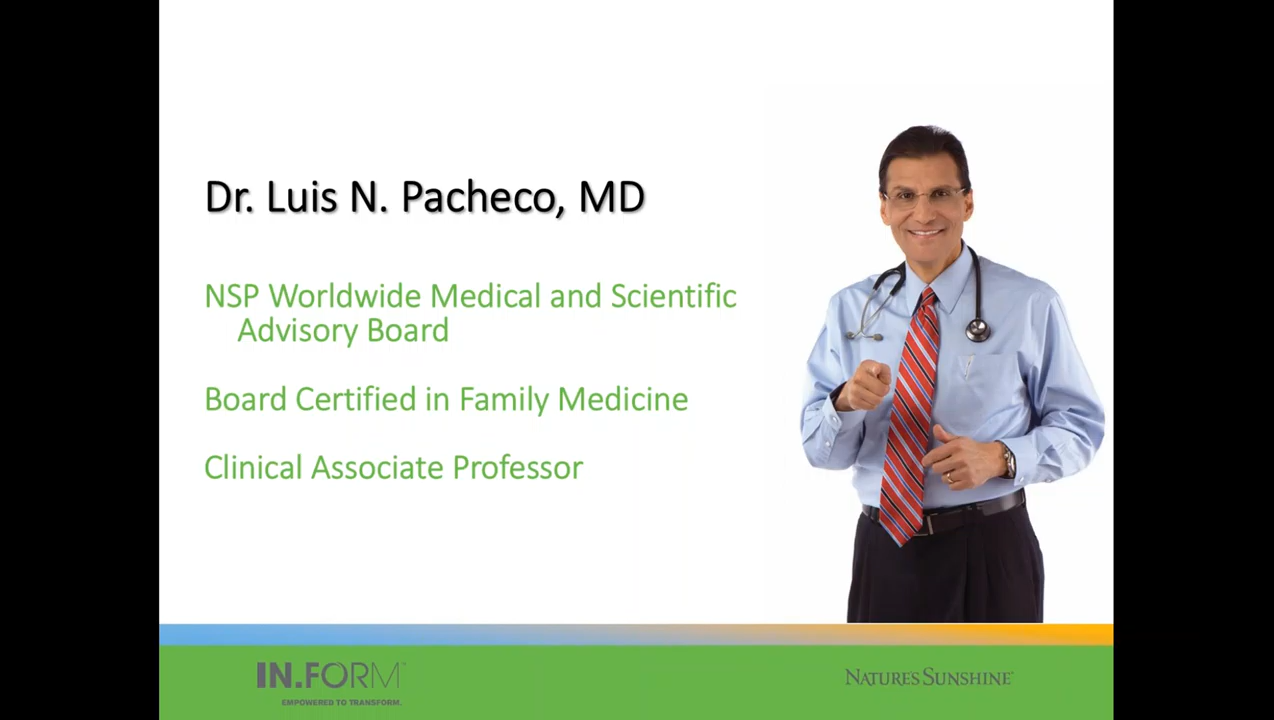 Dr. Luis N. Pacheco, MD
NSP Worldwide Medical and Scientific
Advisory Board
Board Certified in Family Medicine
Clinical Associate Professor
IN.FORM
EMPOWERED TO TRANSFORM.
NATURE'S SUNSHINE